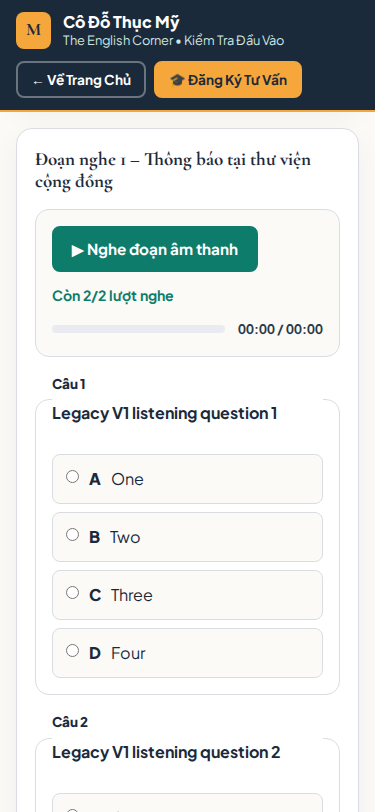 M
Cô Đỗ Thục Mỹ
The English Corner • Kiểm Tra Đầu Vào
← Về Trang Chủ
🎓 Đăng Ký Tư Vấn
Đoạn nghe 1 – Thông báo tại thư viện
cộng đồng
▶ Nghe đoạn âm thanh
Còn 2/2 lượt nghe
00:00 / 00:00
Câu 1
Legacy V1 listening question 1
A One
B Two
C Three
D Four
Câu 2
Legacy V1 listening question 2